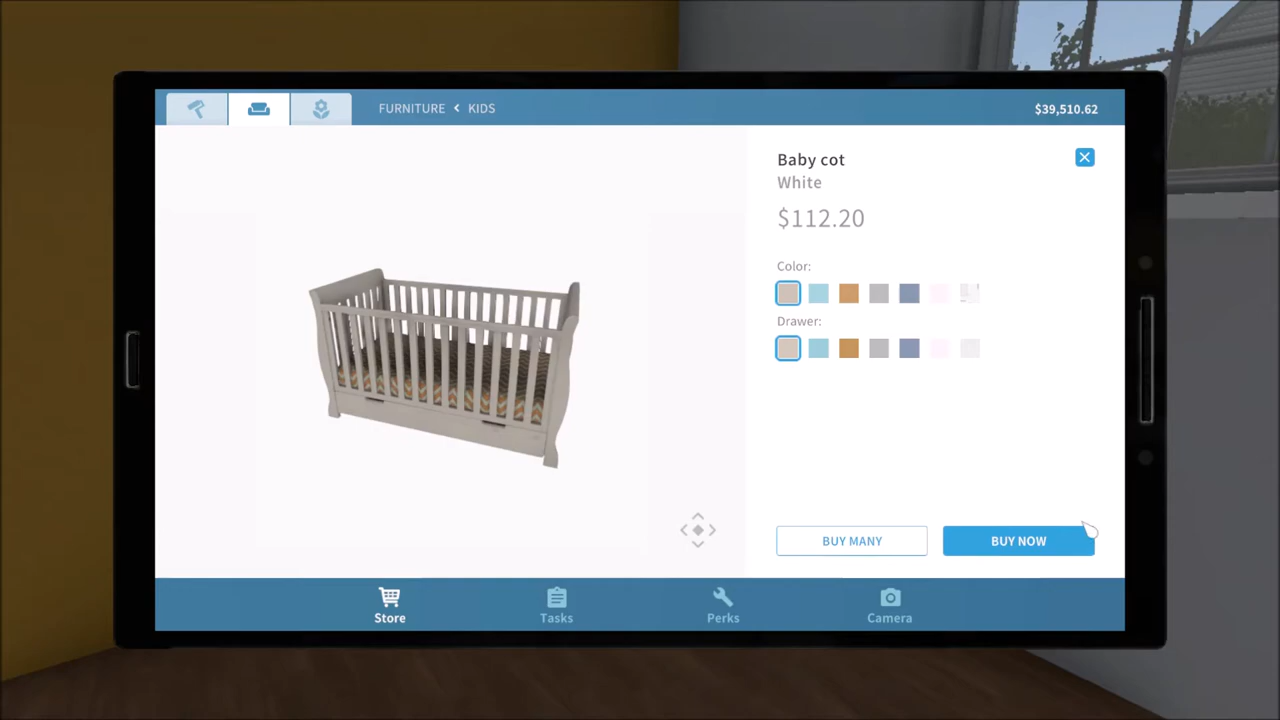 FURNITURE < KIDS
$39,510.62
Baby cot
White
$112.20
Color:
Drawer:
BUY MANY
BUY NOW
Store
Tasks
Perks
Camera